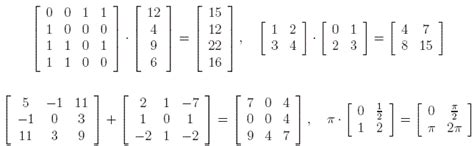 [0 0 1 1; 1 0 0 0; 1 1 0 1; 1 1 0 0] · [12; 4; 9; 6] = [15; 12; 22; 16], [1 2; 3 4] · [0 1; 2 3] = [4 7; 8 15]
[5 −1 11; −1 0 3; 11 3 9] + [2 1 −7; 1 0 1; −2 1 −2] = [7 0 4; 0 0 4; 9 4 7], π · [0 1/2; 1 2] = [0 π/2; π 2π]